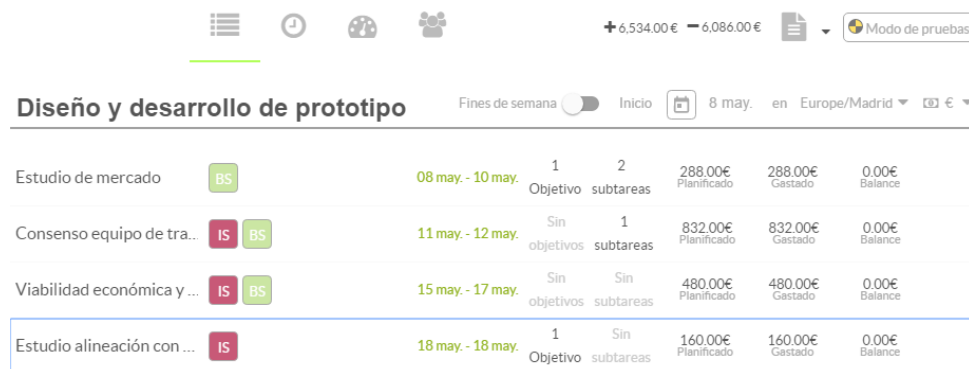 +6,534.00€ −6,086.00€ Modo de pruebas
Diseño y desarrollo de prototipo Fines de semana Inicio 8 may. en Europe/Madrid €
Estudio de mercado BS 08 may. - 10 may. 1 Objetivo 2 subtareas 288.00€ Planificado 288.00€ Gastado 0.00€ Balance
Consenso equipo de tra... IS BS 11 may. - 12 may. Sin objetivos 1 subtareas 832.00€ Planificado 832.00€ Gastado 0.00€ Balance
Viabilidad económica y ... IS BS 15 may. - 17 may. Sin objetivos Sin subtareas 480.00€ Planificado 480.00€ Gastado 0.00€ Balance
Estudio alineación con ... IS 18 may. - 18 may. 1 Objetivo Sin subtareas 160.00€ Planificado 160.00€ Gastado 0.00€ Balance